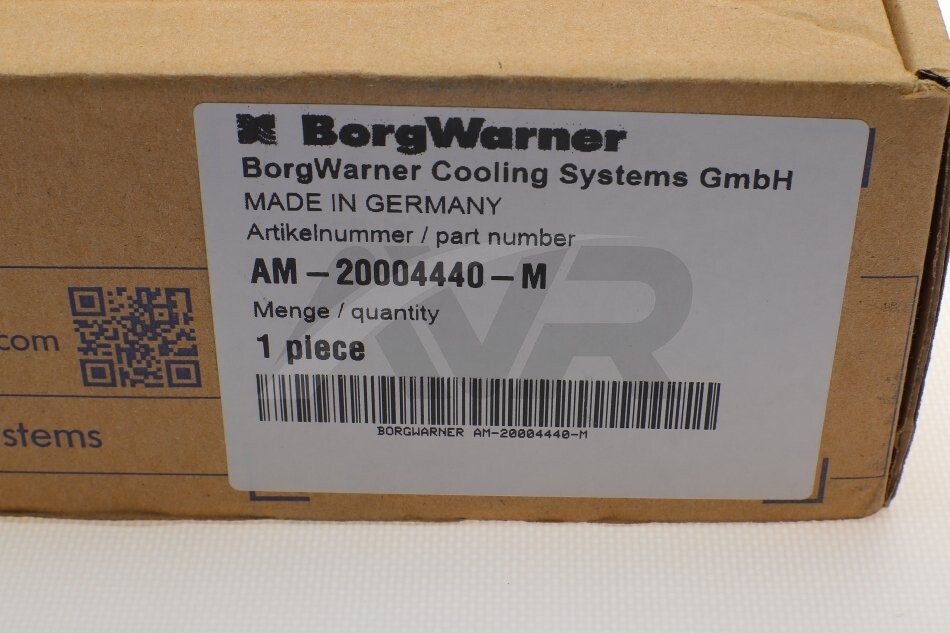 BorgWarner
BorgWarner Cooling Systems GmbH
MADE IN GERMANY
Artikelnummer / part number
AM – 20004440 – M
Menge / quantity
1 piece
BORGWARNER AM-20004440-M
.com
stems
AVR